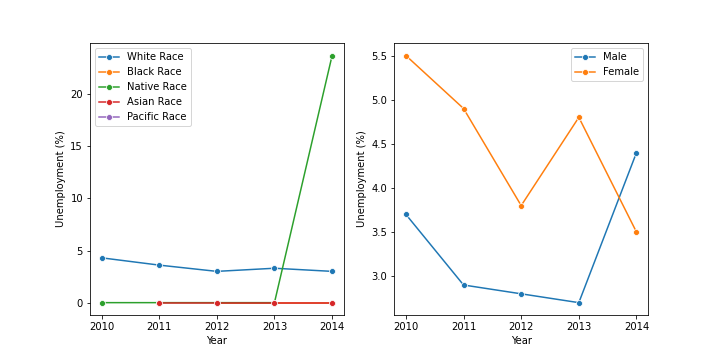 White Race
Black Race
Native Race
Asian Race
Pacific Race
Unemployment (%)
20
15
10
5
0
2010 2011 2012 2013 2014
Year
Male
Female
Unemployment (%)
5.5
5.0
4.5
4.0
3.5
3.0
2010 2011 2012 2013 2014
Year